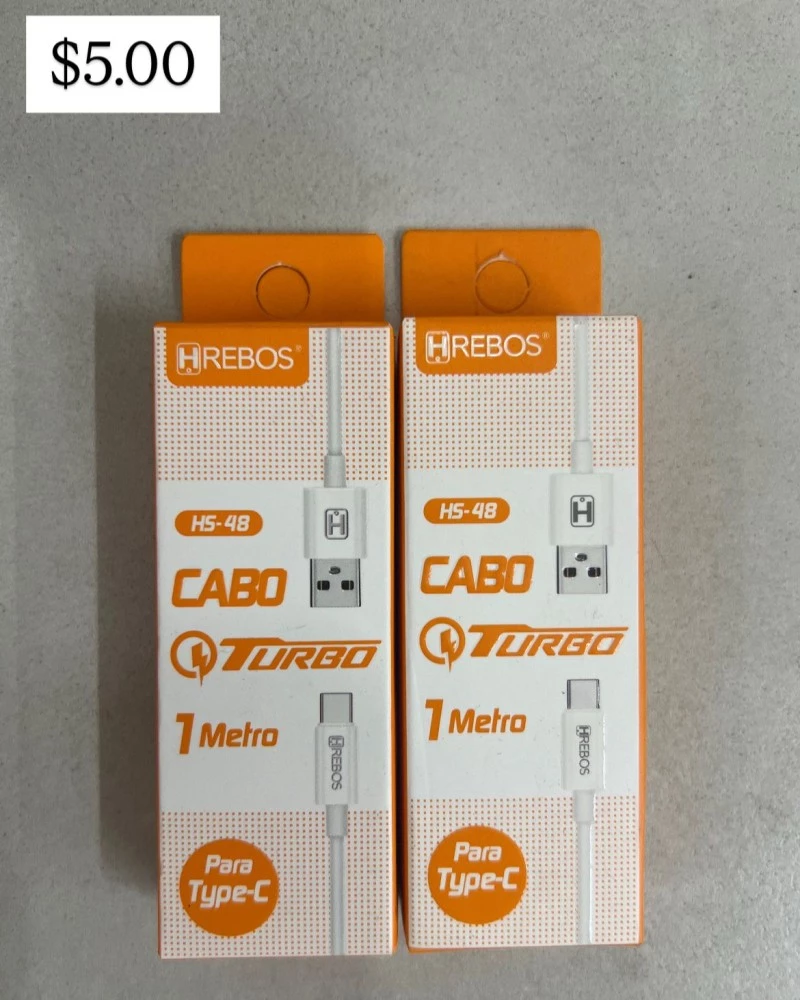 $5.00
HREBOS®
HS-48
CABO
TURBO
1 Metro
HREBOS
Para
Type-C
HREBOS®
HS-48
CABO
TURBO
1 Metro
HREBOS
Para
Type-C